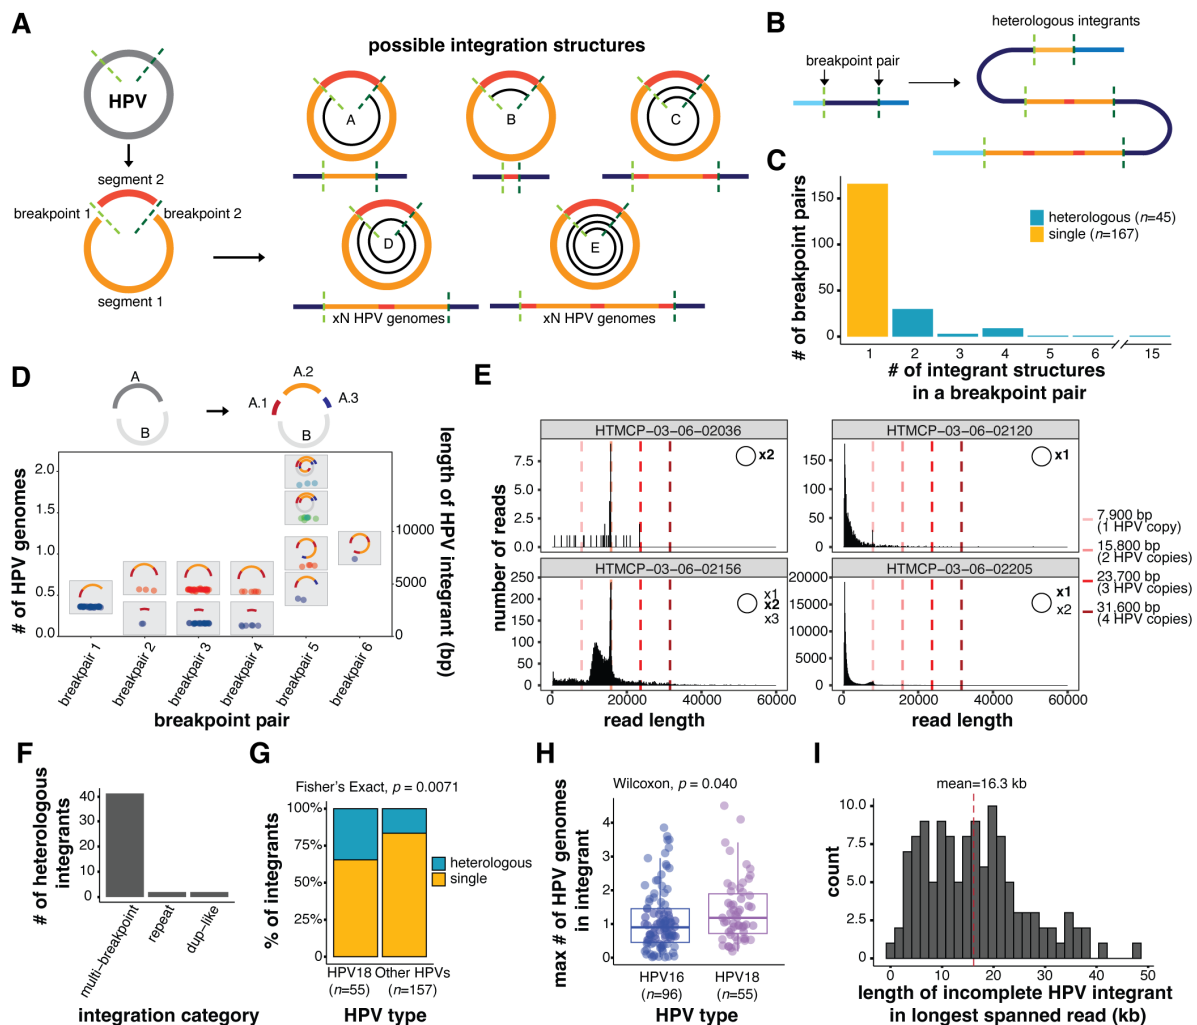 A
possible integration structures
HPV
segment 2
breakpoint 1
breakpoint 2
segment 1
A
B
C
D
E
xN HPV genomes
xN HPV genomes
B
heterologous integrants
breakpoint pair
C
# of breakpoint pairs
150
100
50
0
heterologous (n=45)
single (n=167)
1
2
3
4
5
6
15
# of integrant structures
in a breakpoint pair
D
A
B
A.1
A.2
A.3
B
# of HPV genomes
2.0
1.5
1.0
0.5
0.0
length of HPV integrant (bp)
10000
5000
0
breakpair 1
breakpair 2
breakpair 3
breakpair 4
breakpair 5
breakpair 6
breakpoint pair
E
number of reads
HTMCP-03-06-02036
x2
7.5
5.0
2.5
0.0
HTMCP-03-06-02120
x1
150
100
50
0
HTMCP-03-06-02156
x1
x2
x3
250
200
150
100
50
0
HTMCP-03-06-02205
x1
x2
20000
15000
10000
5000
0
0
20000
40000
60000
read length
0
20000
40000
60000
read length
7,900 bp
(1 HPV copy)
15,800 bp
(2 HPV copies)
23,700 bp
(3 HPV copies)
31,600 bp
(4 HPV copies)
F
# of heterologous
integrants
40
30
20
10
0
multi-breakpoint
repeat
dup-like
integration category
G
Fisher's Exact, p = 0.0071
% of integrants
100%
75%
50%
25%
0
heterologous
single
HPV18
(n=55)
Other HPVs
(n=157)
HPV type
H
Wilcoxon, p = 0.040
max # of HPV genomes
in integrant
4
3
2
1
0
HPV16
(n=96)
HPV18
(n=55)
HPV type
I
mean=16.3 kb
count
10.0
7.5
5.0
2.5
0.0
0
10
20
30
40
50
length of incomplete HPV integrant
in longest spanned read (kb)